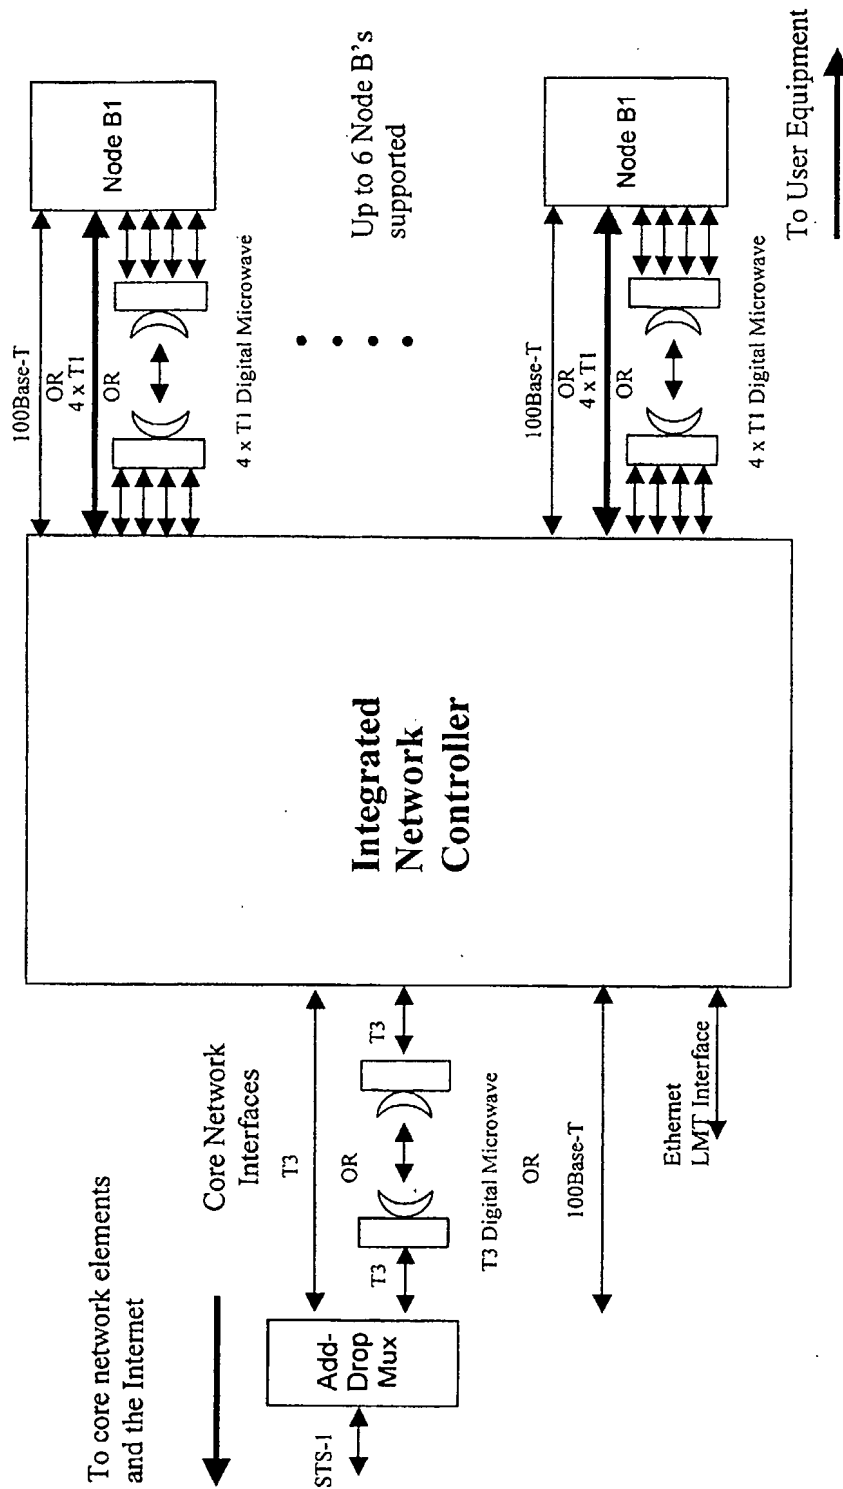 To core network elements
and the Internet
Core Network
Interfaces
STS-1
Add-
Drop
Mux
T3
OR
T3
T3
T3 Digital Microwave
OR
100Base-T
Ethernet
LMT Interface
Integrated
Network
Controller
100Base-T
OR
4 x T1
OR
4 x T1 Digital Microwave
Node B1
Up to 6 Node B's
supported
100Base-T
OR
4 x T1
OR
4 x T1 Digital Microwave
Node B1
To User Equipment